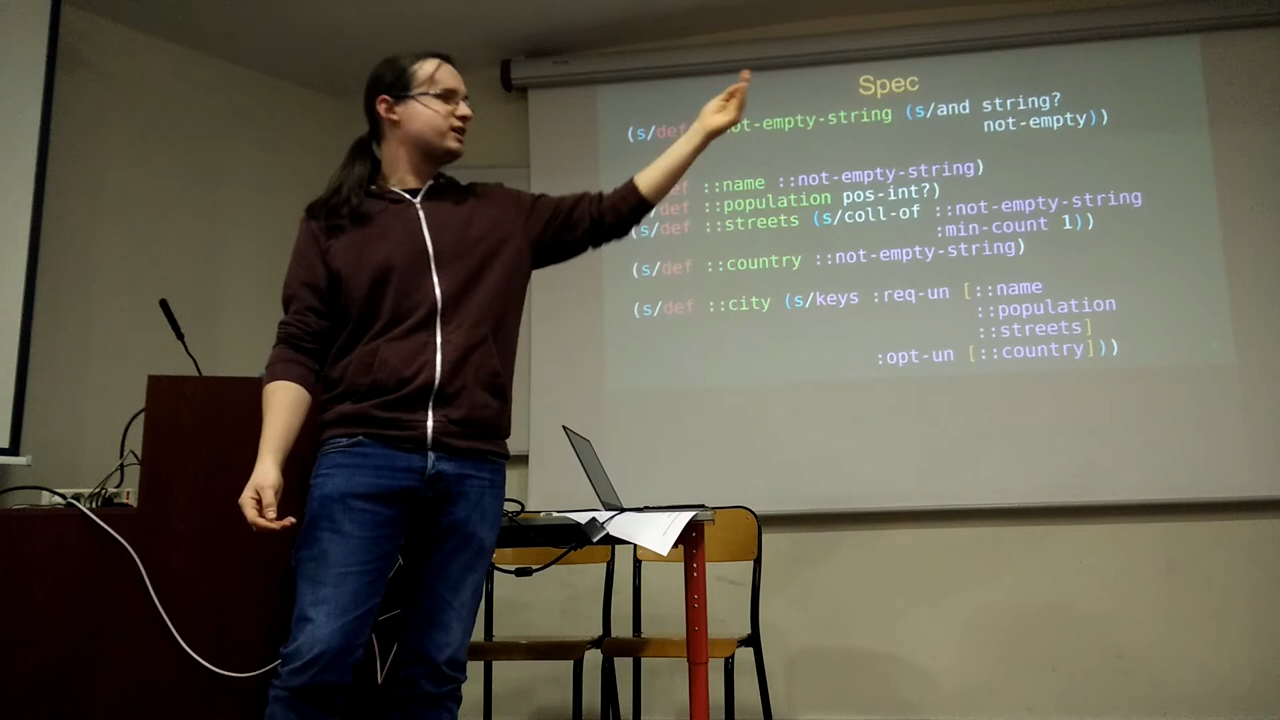 Spec
(s/def not-empty-string (s/and string?
not-empty))
::name ::not-empty-string)
::population pos-int?)
(s/def ::streets (s/coll-of ::not-empty-string
:min-count 1))
(s/def ::country ::not-empty-string)
(s/def ::city (s/keys :req-un [::name
::population
::streets]
:opt-un [::country]))